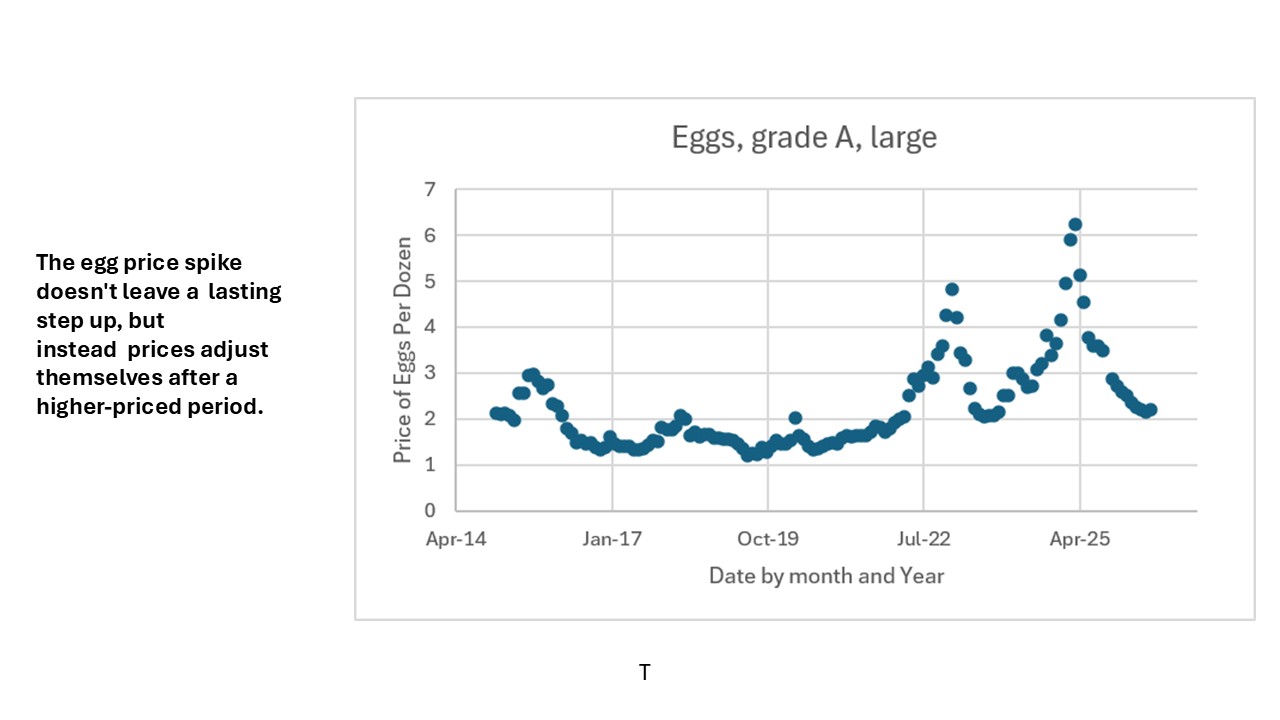 Eggs, grade A, large
The egg price spike
doesn't leave a  lasting
step up, but
instead  prices adjust
themselves after a
higher-priced period.
Price of Eggs Per Dozen
7
6
5
4
3
2
1
0
Apr-14
Jan-17
Oct-19
Jul-22
Apr-25
Date by month and Year
T